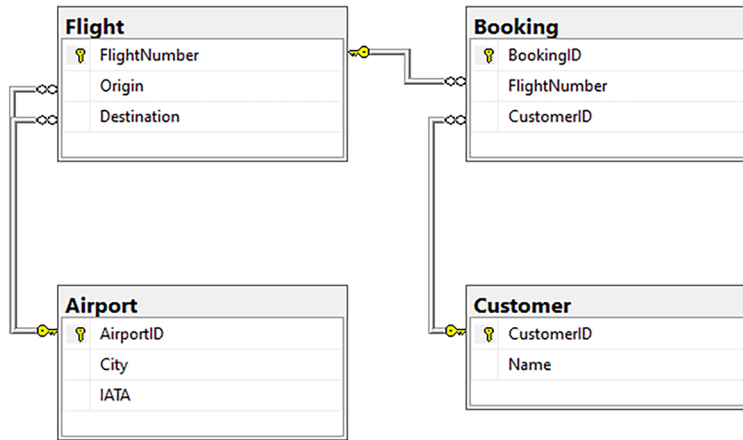 Flight
FlightNumber
Origin
Destination
Booking
BookingID
FlightNumber
CustomerID
Airport
AirportID
City
IATA
Customer
CustomerID
Name